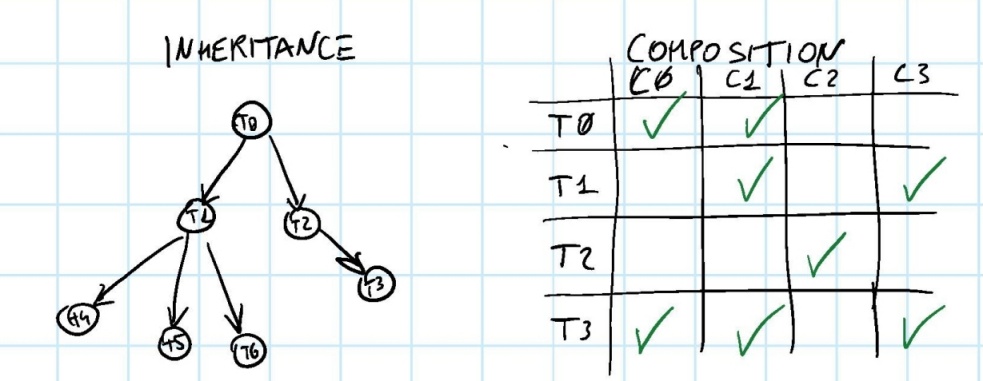 INHERITANCE
T0
T1
T2
T3
T4
T5
T6
COMPOSITION
C0 C1 C2 C3
T0
T1
T2
T3